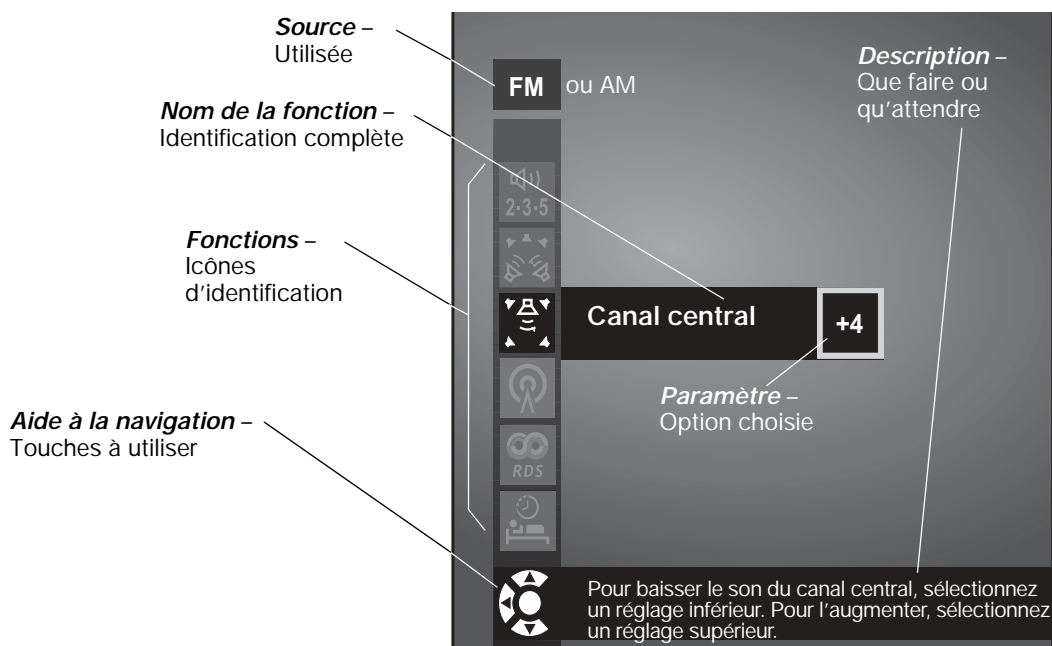 Source –
Utilisée
FM
ou AM
Description –
Que faire ou
qu'attendre
Nom de la fonction –
Identification complète
2•3•5
Fonctions –
Icônes
d'identification
Canal central
+4
Paramètre –
Option choisie
Aide à la navigation –
Touches à utiliser
RDS
Pour baisser le son du canal central, sélectionnez
un réglage inférieur. Pour l'augmenter, sélectionnez
un réglage supérieur.